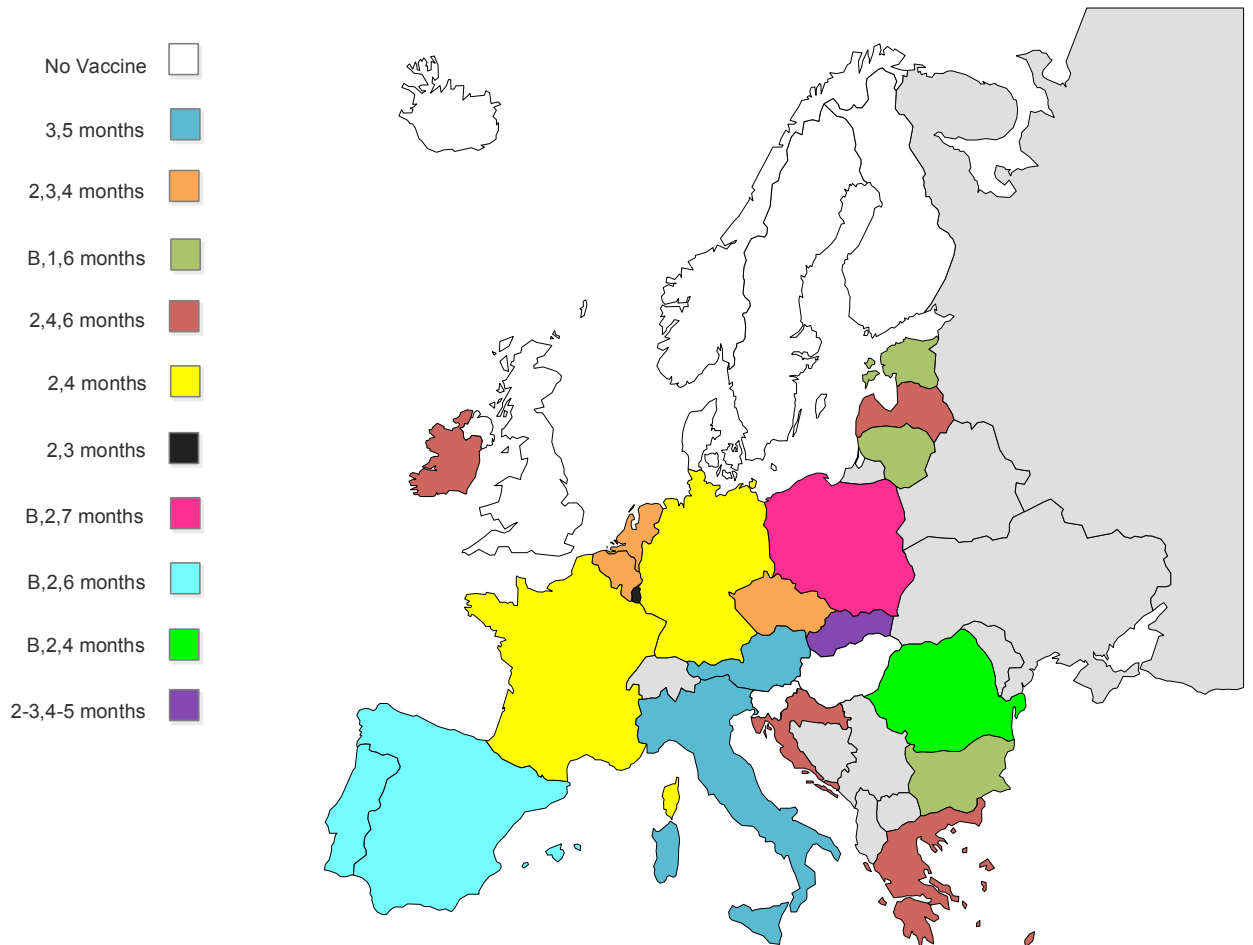 No Vaccine
3,5 months
2,3,4 months
B,1,6 months
2,4,6 months
2,4 months
2,3 months
B,2,7 months
B,2,6 months
B,2,4 months
2-3,4-5 months